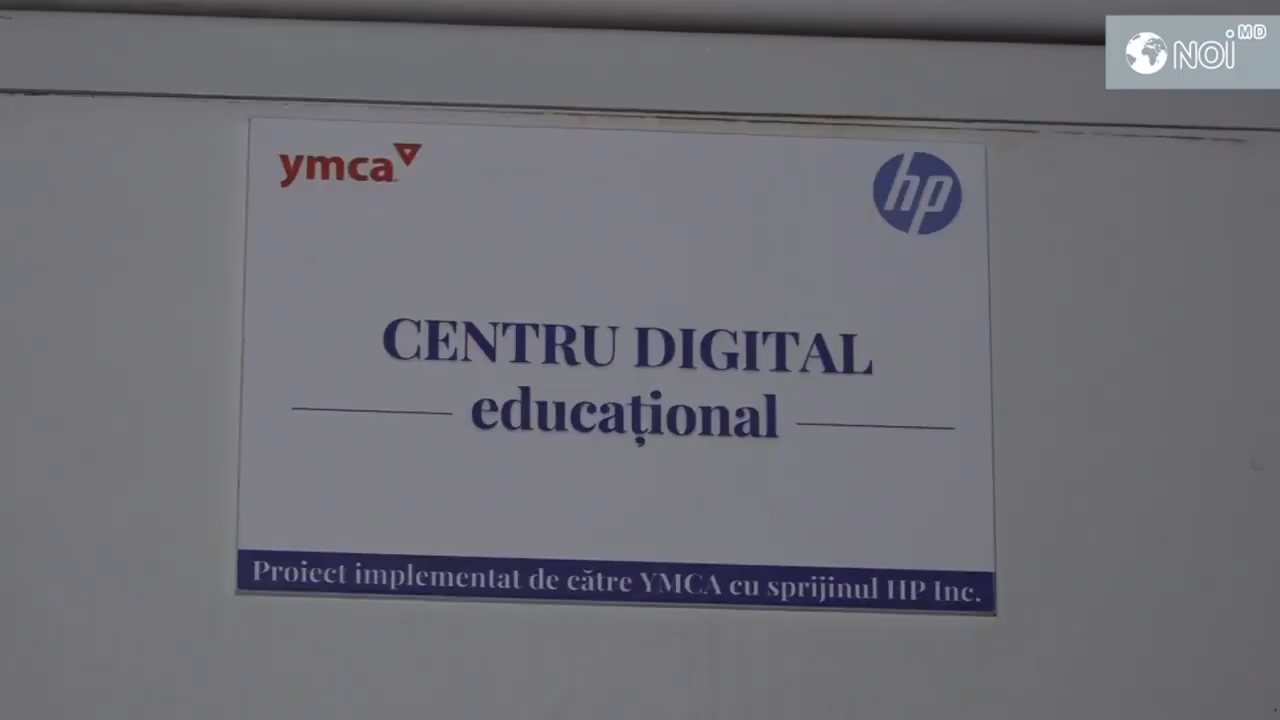 NOI MD
ymca
hp
CENTRU DIGITAL
educațional
Proiect implementat de către YMCA cu sprijinul HP Inc.